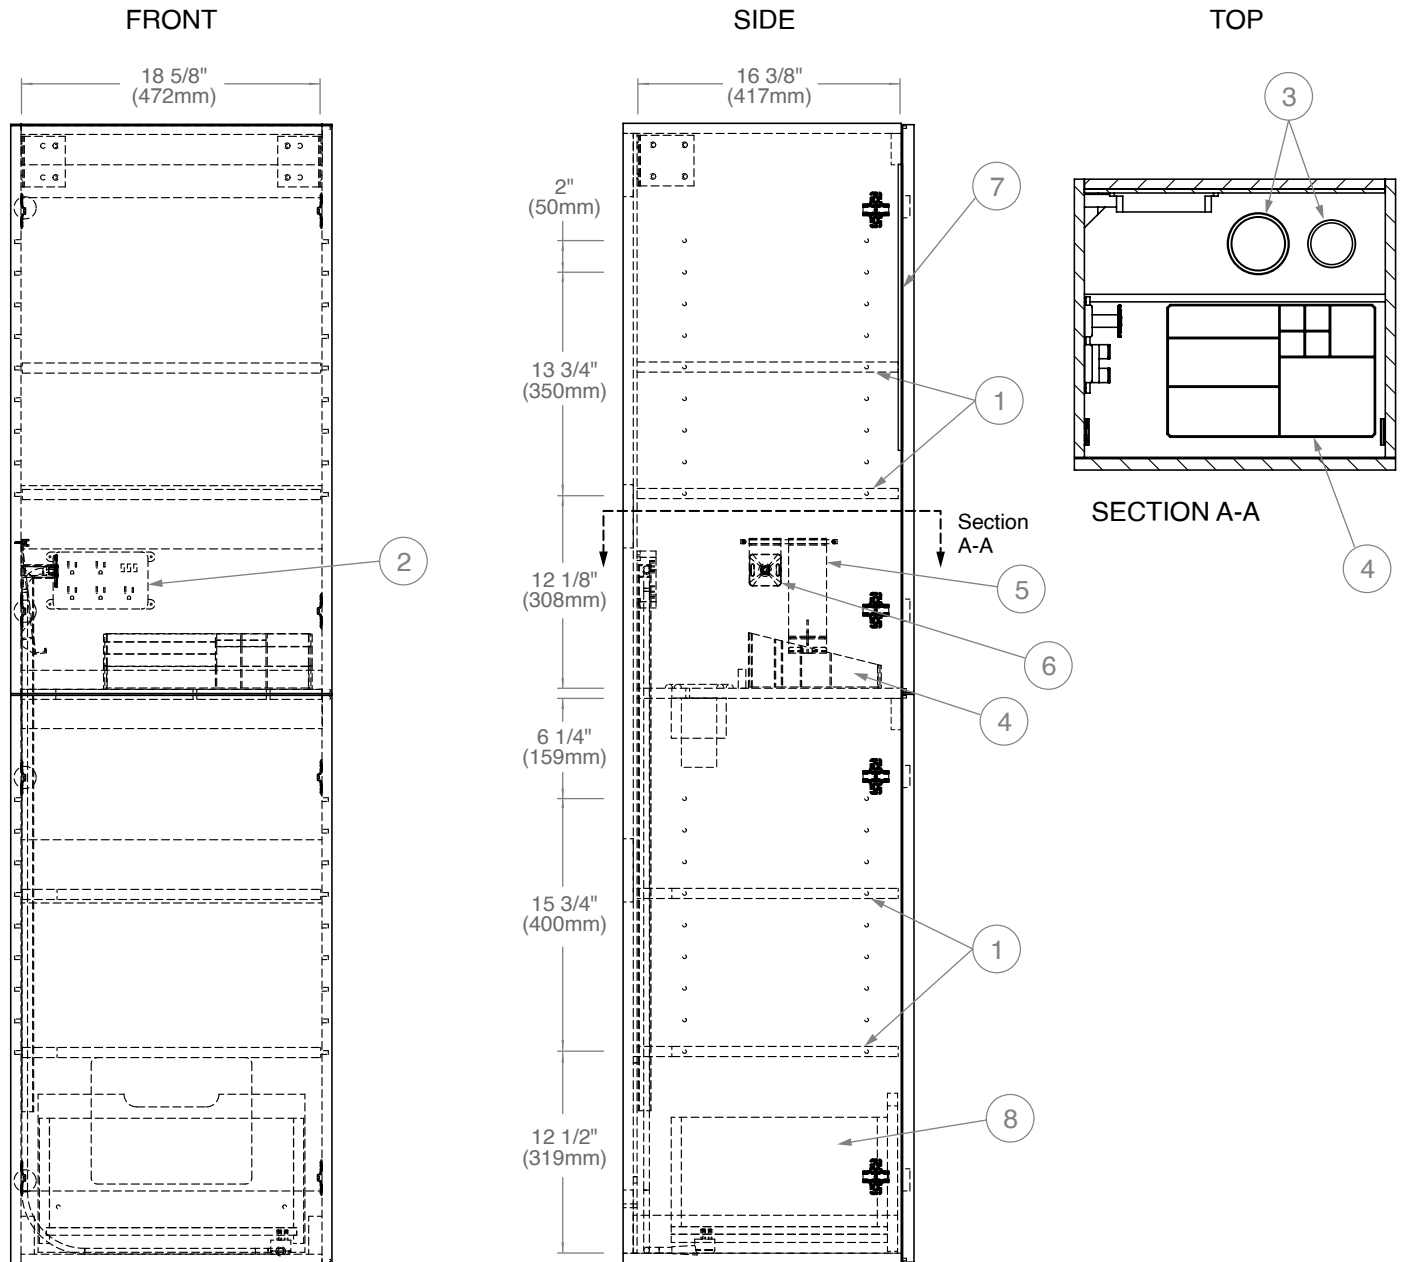 FRONT
SIDE
TOP
18 5/8"
(472mm)
16 3/8"
(417mm)
3
2"
(50mm)
7
13 3/4"
(350mm)
1
Section
A-A
SECTION A-A
2
12 1/8"
(308mm)
5
4
6
4
6 1/4"
(159mm)
15 3/4"
(400mm)
1
12 1/2"
(319mm)
8